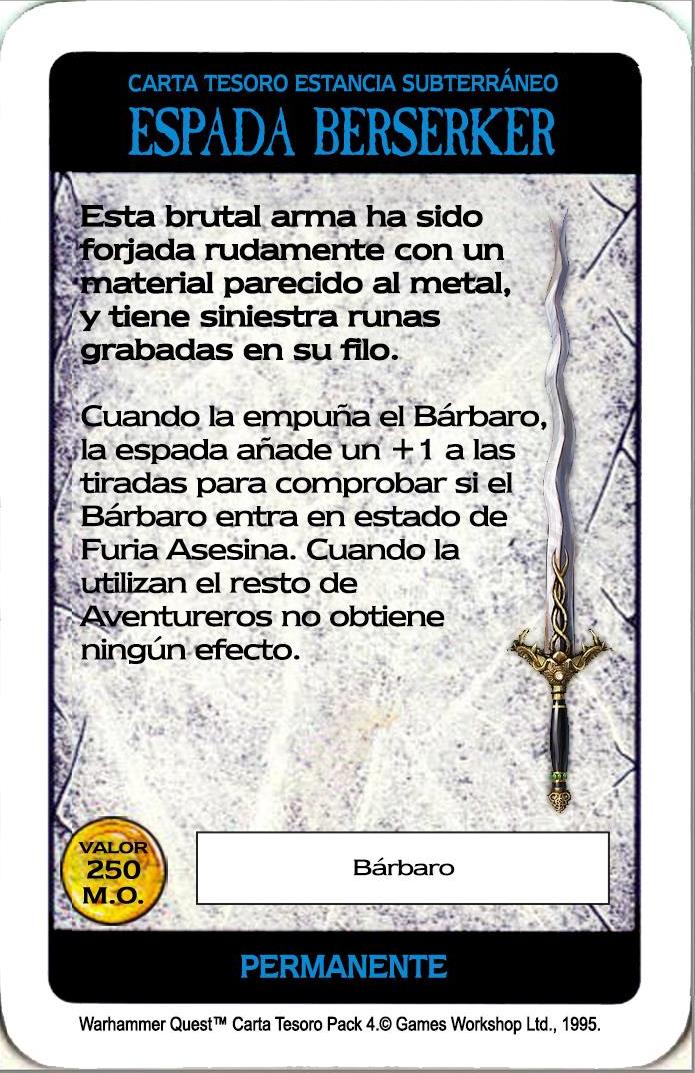 CARTA TESORO ESTANCIA SUBTERRÁNEO
ESPADA BERSERKER
Esta brutal arma ha sido
forjada rudamente con un
material parecido al metal,
y tiene siniestra runas
grabadas en su filo.
Cuando la empuña el Bárbaro,
la espada añade un +1 a las
tiradas para comprobar si el
Bárbaro entra en estado de
Furia Asesina. Cuando la
utilizan el resto de
Aventureros no obtiene
ningún efecto.
VALOR
250
M.O.
Bárbaro
PERMANENTE
Warhammer Quest™ Carta Tesoro Pack 4.© Games Workshop Ltd., 1995.